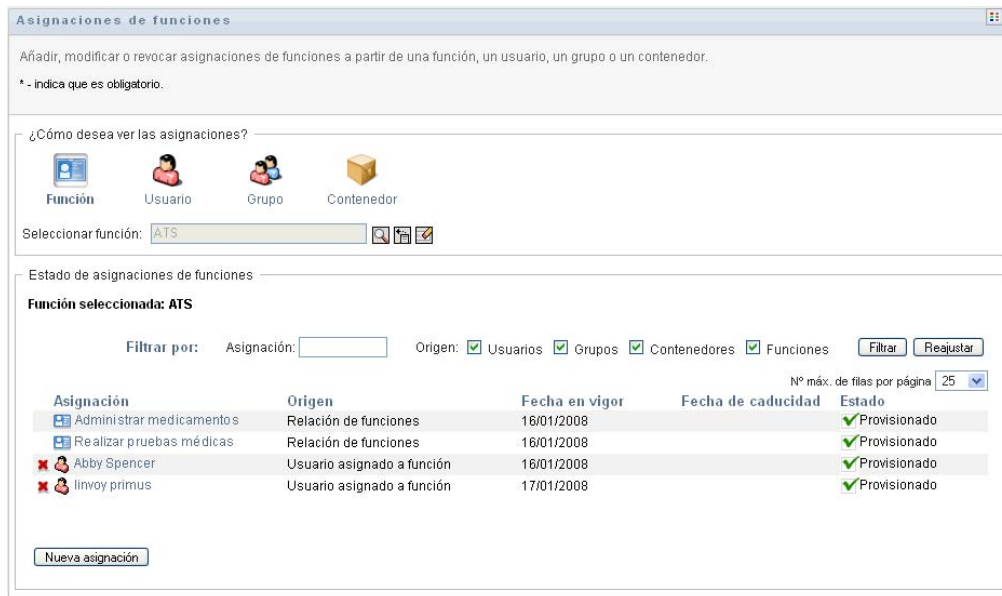 Asignaciones de funciones
Añadir, modificar o revocar asignaciones de funciones a partir de una función, un usuario, un grupo o un contenedor.
* - indica que es obligatorio.
¿Cómo desea ver las asignaciones?
Función Usuario Grupo Contenedor
Seleccionar función: ATS
Estado de asignaciones de funciones
Función seleccionada: ATS
Filtrar por: Asignación: Origen: Usuarios Grupos Contenedores Funciones Filtrar Reajustar
Nº máx. de filas por página 25
Asignación Origen Fecha en vigor Fecha de caducidad Estado
Administrar medicamentos Relación de funciones 16/01/2008 Provisionado
Realizar pruebas médicas Relación de funciones 16/01/2008 Provisionado
Abby Spencer Usuario asignado a función 16/01/2008 Provisionado
linvoy primus Usuario asignado a función 17/01/2008 Provisionado
Nueva asignación